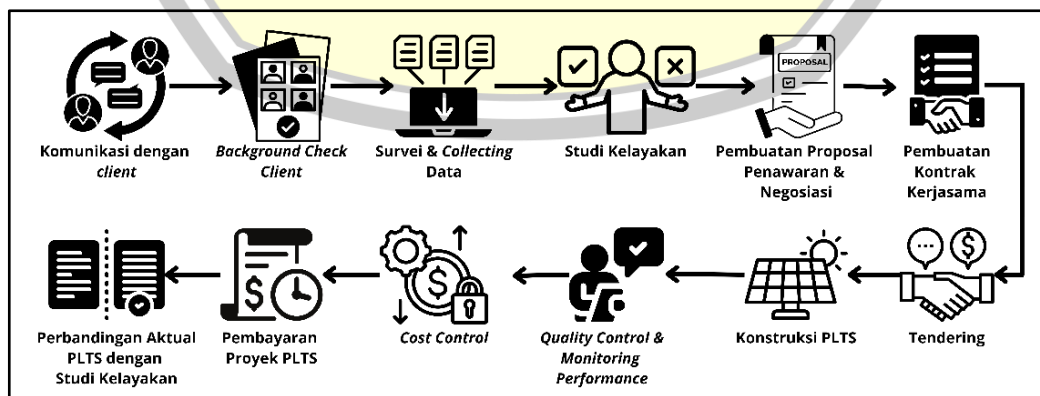 PROPOSAL
Komunikasi dengan
client
Background Check
Client
Survei & Collecting
Data
Studi Kelayakan
Pembuatan Proposal
Penawaran &
Negosiasi
Pembuatan
Kontrak
Kerjasama
Tendering
Konstruksi PLTS
Quality Control &
Monitoring
Performance
Cost Control
Pembayaran
Proyek PLTS
Perbandingan Aktual
PLTS dengan
Studi Kelayakan